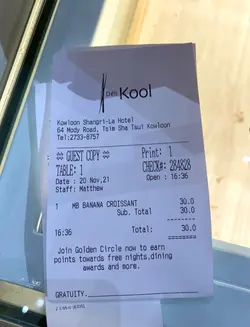 Deli Kool
Kowloon Shangri-La Hotel
64 Mody Road, Tsim Sha Tsui Kowloon
Tel:2733-8757
** GUEST COPY ** Print: 1
TABLE: 1 CHECK#: 284828
Date : 20 Nov,21 Open : 16:36
Staff: Matthew
1 MB BANANA CROISSANT 30.0
Sub. Total 30.0
16:36 Total: 30.0
Join Golden Circle now to earn
points towards free nights,dining
awards and more.
GRATUITY.